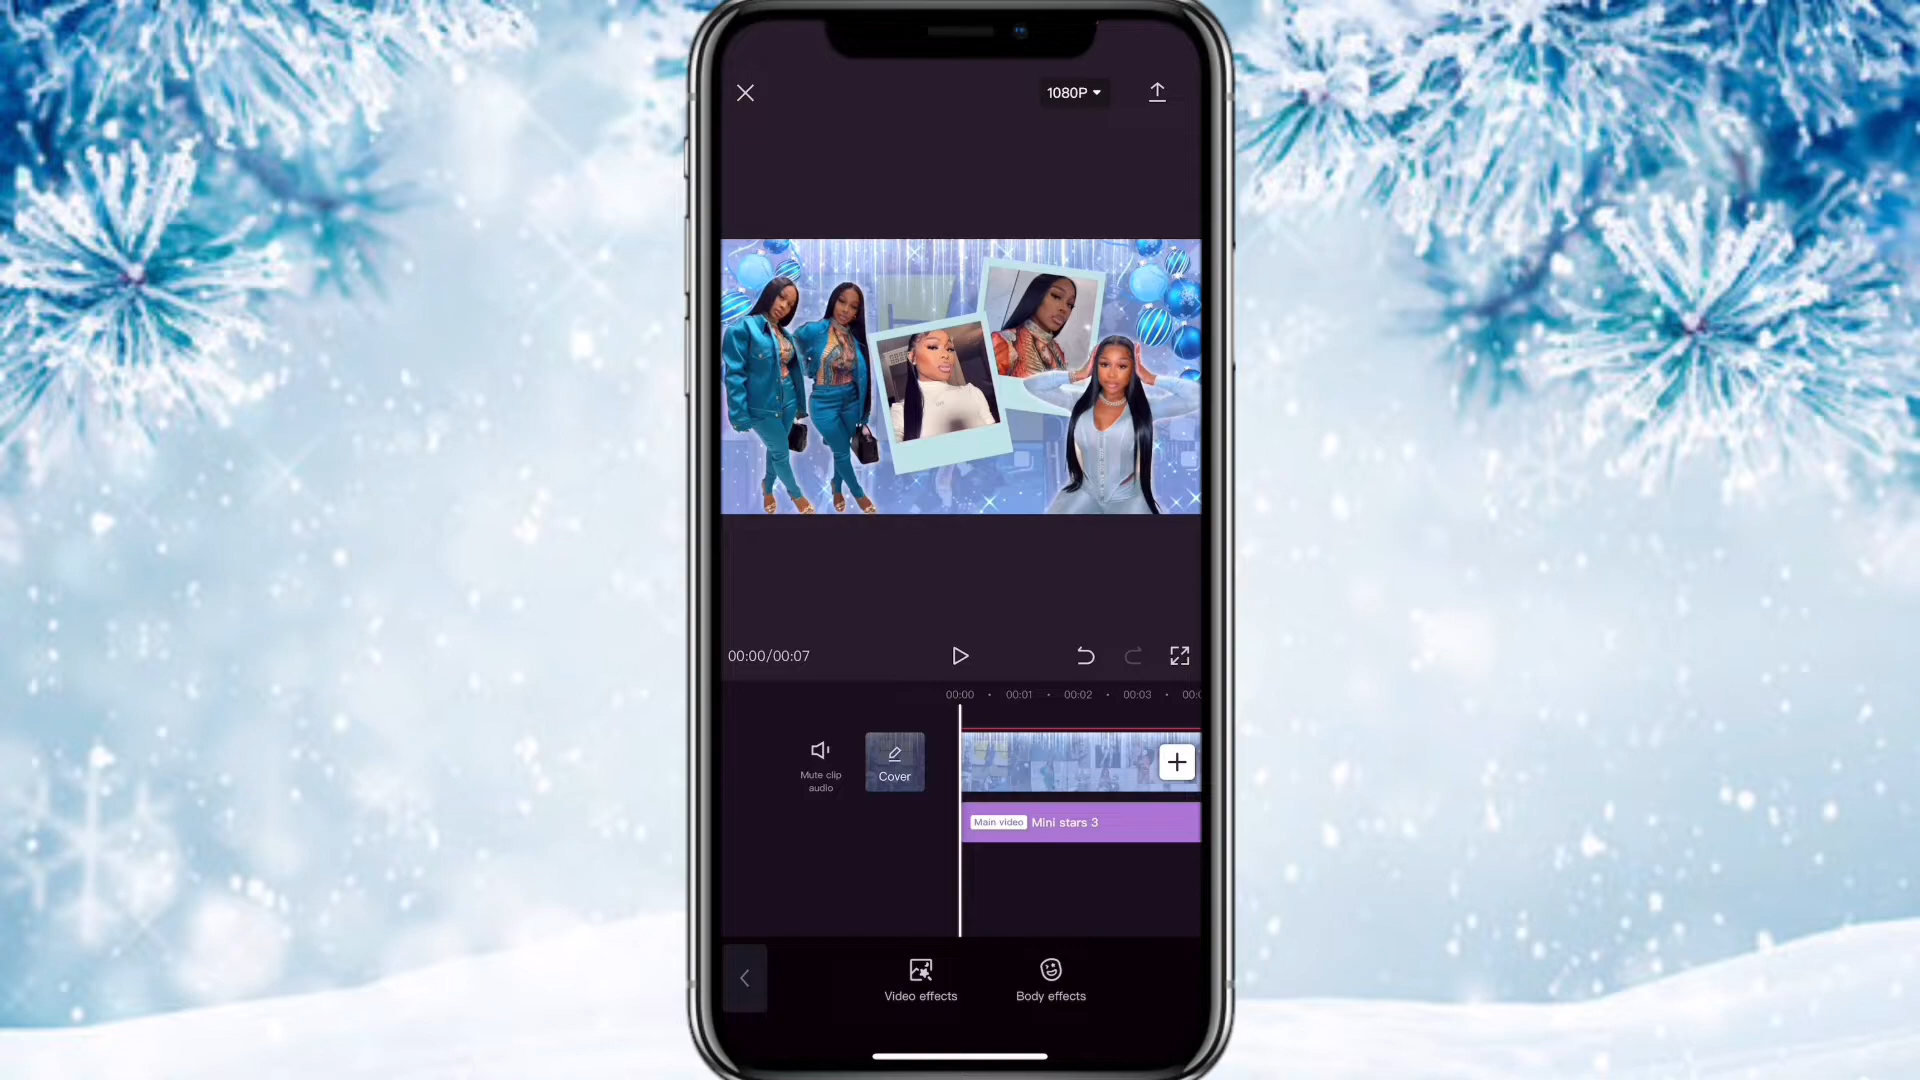 1080P
00:00/00:07
00:00 00:01 00:02 00:03
Mute clip
audio
Cover
Main video Mini stars 3
Video effects
Body effects